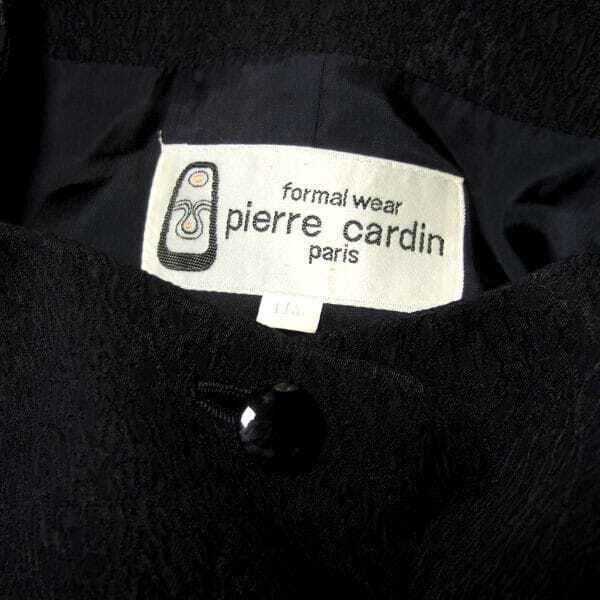 formal wear
pierre cardin
paris